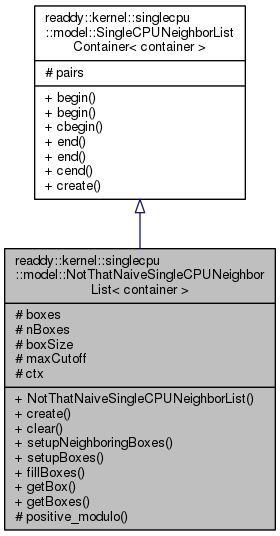 readdy::kernel::singlecpu
::model::SingleCPUNeighborList
Container< container >
# pairs
+ begin()
+ begin()
+ cbegin()
+ end()
+ end()
+ cend()
+ create()
readdy::kernel::singlecpu
::model::NotThatNaiveSingleCPUNeighbor
List< container >
# boxes
# nBoxes
# boxSize
# maxCutoff
# ctx
+ NotThatNaiveSingleCPUNeighborList()
+ create()
+ clear()
+ setupNeighboringBoxes()
+ setupBoxes()
+ fillBoxes()
+ getBox()
+ getBoxes()
# positive_modulo()